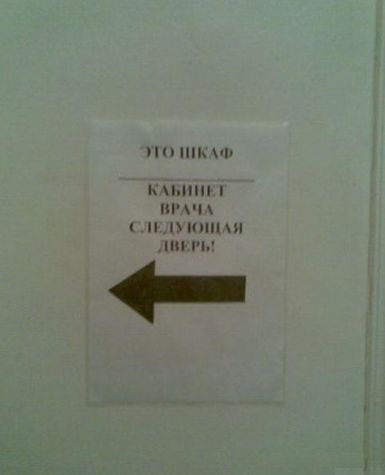 ЭТО ШКАФ
КАБИНЕТ
ВРАЧА
СЛЕДУЮЩАЯ
ДВЕРЬ!